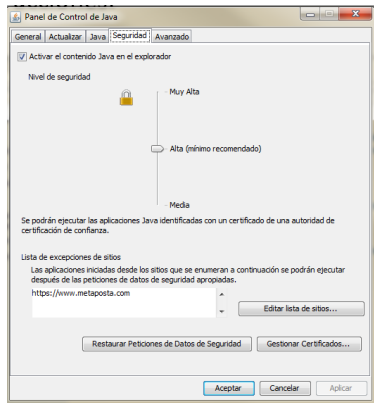 Panel de Control de Java
General Actualizar Java Seguridad Avanzado
Activar el contenido Java en el explorador
Nivel de seguridad
Muy Alta
Alta (mínimo recomendado)
Media
Se podrán ejecutar las aplicaciones Java identificadas con un certificado de una autoridad de
certificación de confianza.
Lista de excepciones de sitios
Las aplicaciones iniciadas desde los sitios que se enumeran a continuación se podrán ejecutar
después de las peticiones de datos de seguridad apropiadas.
https://www.metaposta.com
Editar lista de sitios...
Restaurar Peticiones de Datos de Seguridad Gestionar Certificados...
Aceptar Cancelar Aplicar